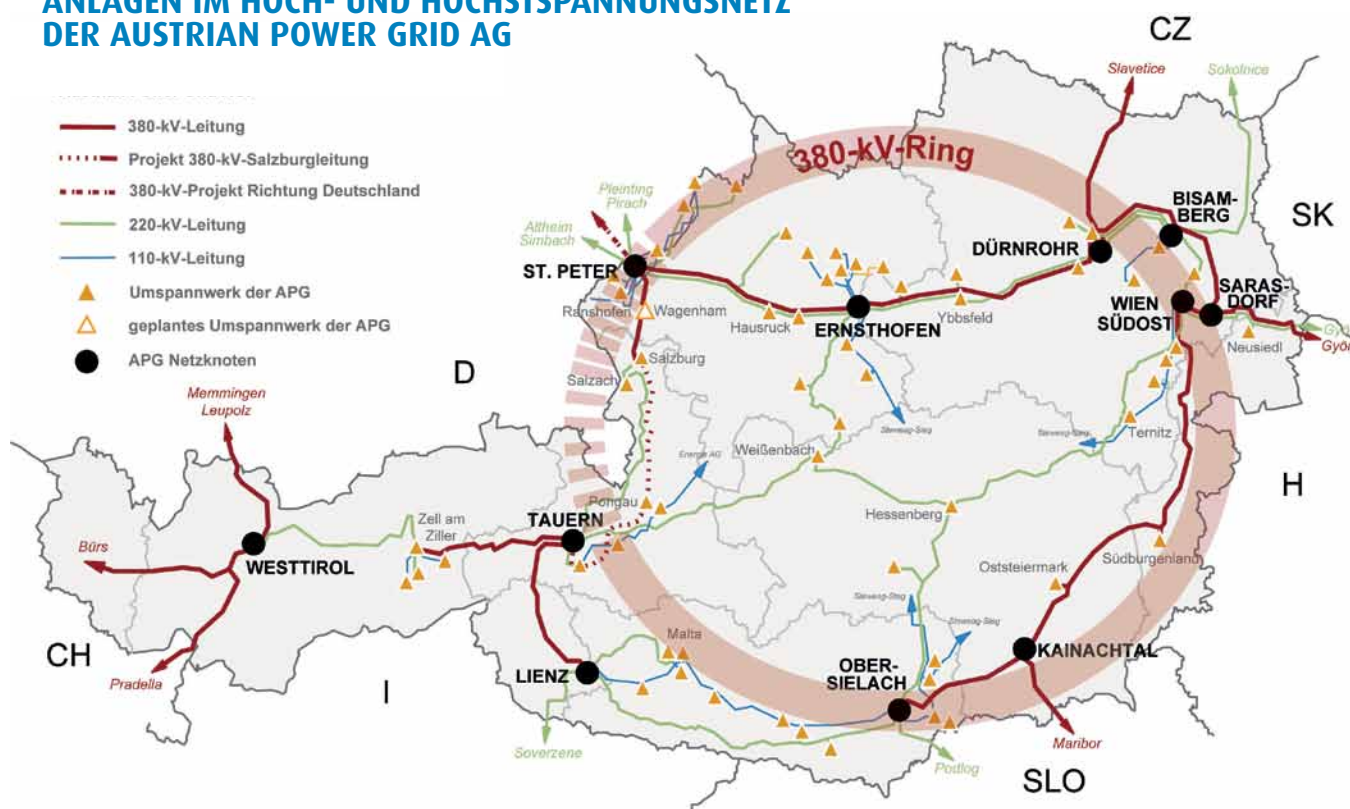 ANLAGEN IM HOCH- UND HÖCHSTSPANNUNGSNETZ
DER AUSTRIAN POWER GRID AG
380-kV-Leitung
Projekt 380-kV-Salzburgleitung
380-kV-Projekt Richtung Deutschland
220-kV-Leitung
110-kV-Leitung
Umspannwerk der APG
geplantes Umspannwerk der APG
APG Netzknoten
CZ
Slavetice
Sokolnice
380-kV-Ring
Pleinting
Pirach
Altheim
Simbach
BISAM-
BERG
SK
DÜRNROHR
ST. PETER
SARAS-
DORF
WIEN
SÜDOST
Ranshofen
Wagenham
Hausruck
ERNSTHOFEN
Ybbsfeld
Neusiedl
Győ
Győr
Salzburg
Salzach
D
Memmingen
Leupolz
Ternitz
Weißenbach
Energie AG
H
Pongau
Hessenberg
Zell am
Ziller
TAUERN
Bürs
WESTTIROL
Südburgenland
Oststeiermark
CH
Malta
KAINACHTAL
LIENZ
OBER-
SIELACH
Pradella
I
Soverzene
Maribor
Podlog
SLO